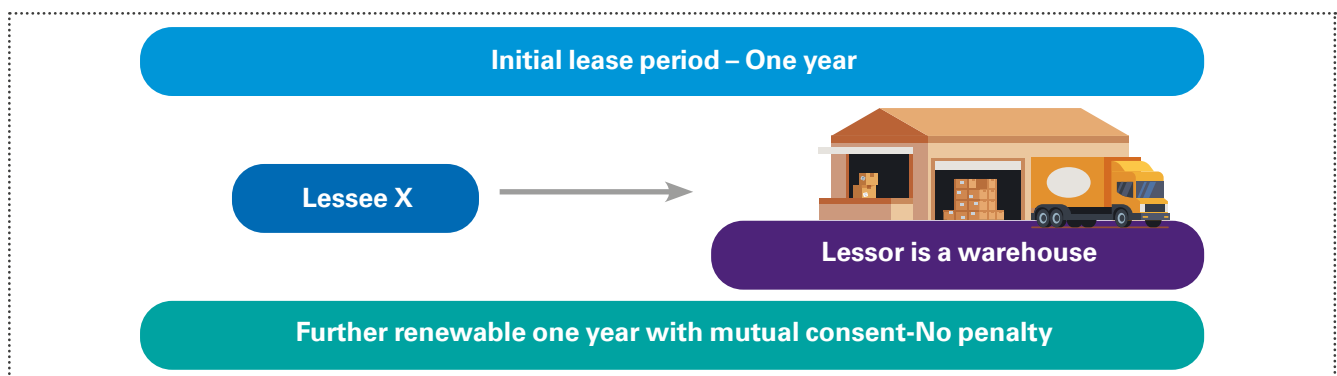 Initial lease period – One year
Lessee X
Lessor is a warehouse
Further renewable one year with mutual consent-No penalty